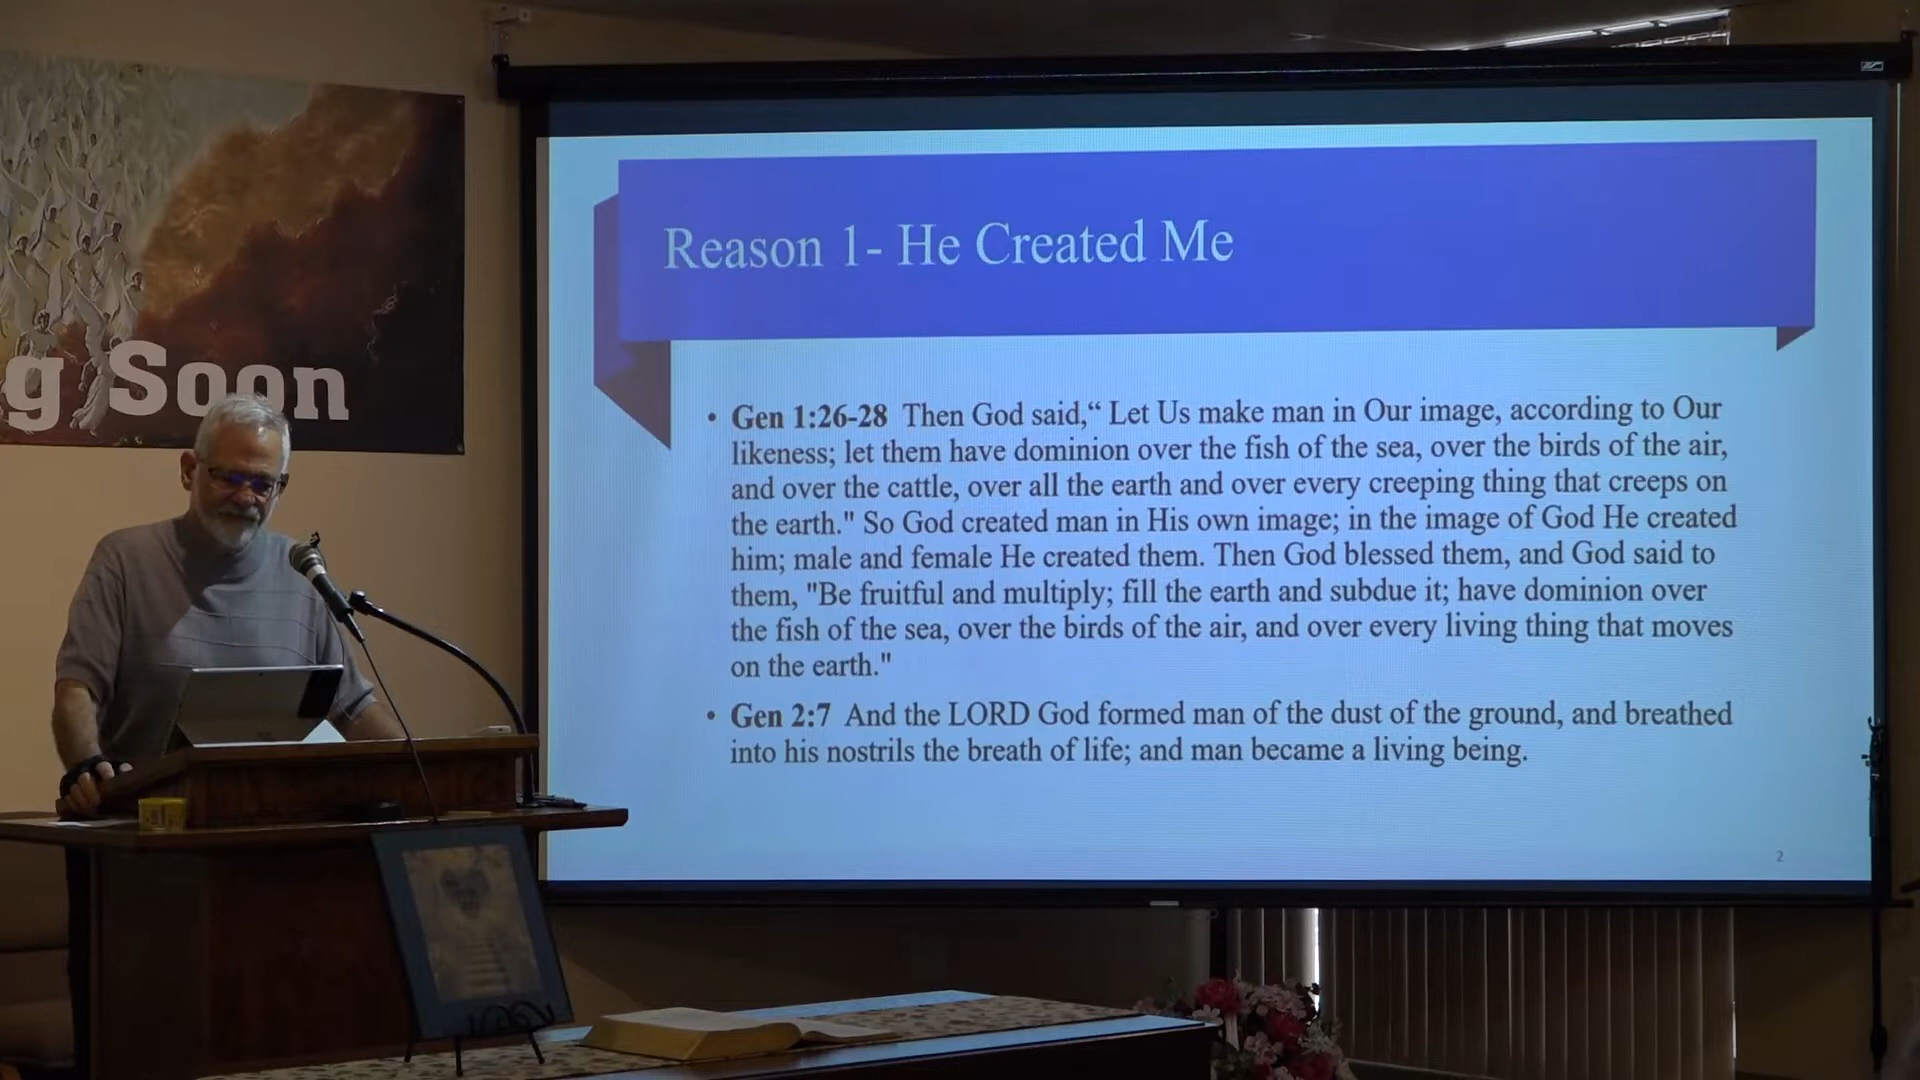 g Soon
Reason 1- He Created Me
• Gen 1:26-28 Then God said,“ Let Us make man in Our image, according to Our
likeness; let them have dominion over the fish of the sea, over the birds of the air,
and over the cattle, over all the earth and over every creeping thing that creeps on
the earth." So God created man in His own image; in the image of God He created
him; male and female He created them. Then God blessed them, and God said to
them, "Be fruitful and multiply; fill the earth and subdue it; have dominion over
the fish of the sea, over the birds of the air, and over every living thing that moves
on the earth."
• Gen 2:7 And the LORD God formed man of the dust of the ground, and breathed
into his nostrils the breath of life; and man became a living being.
2